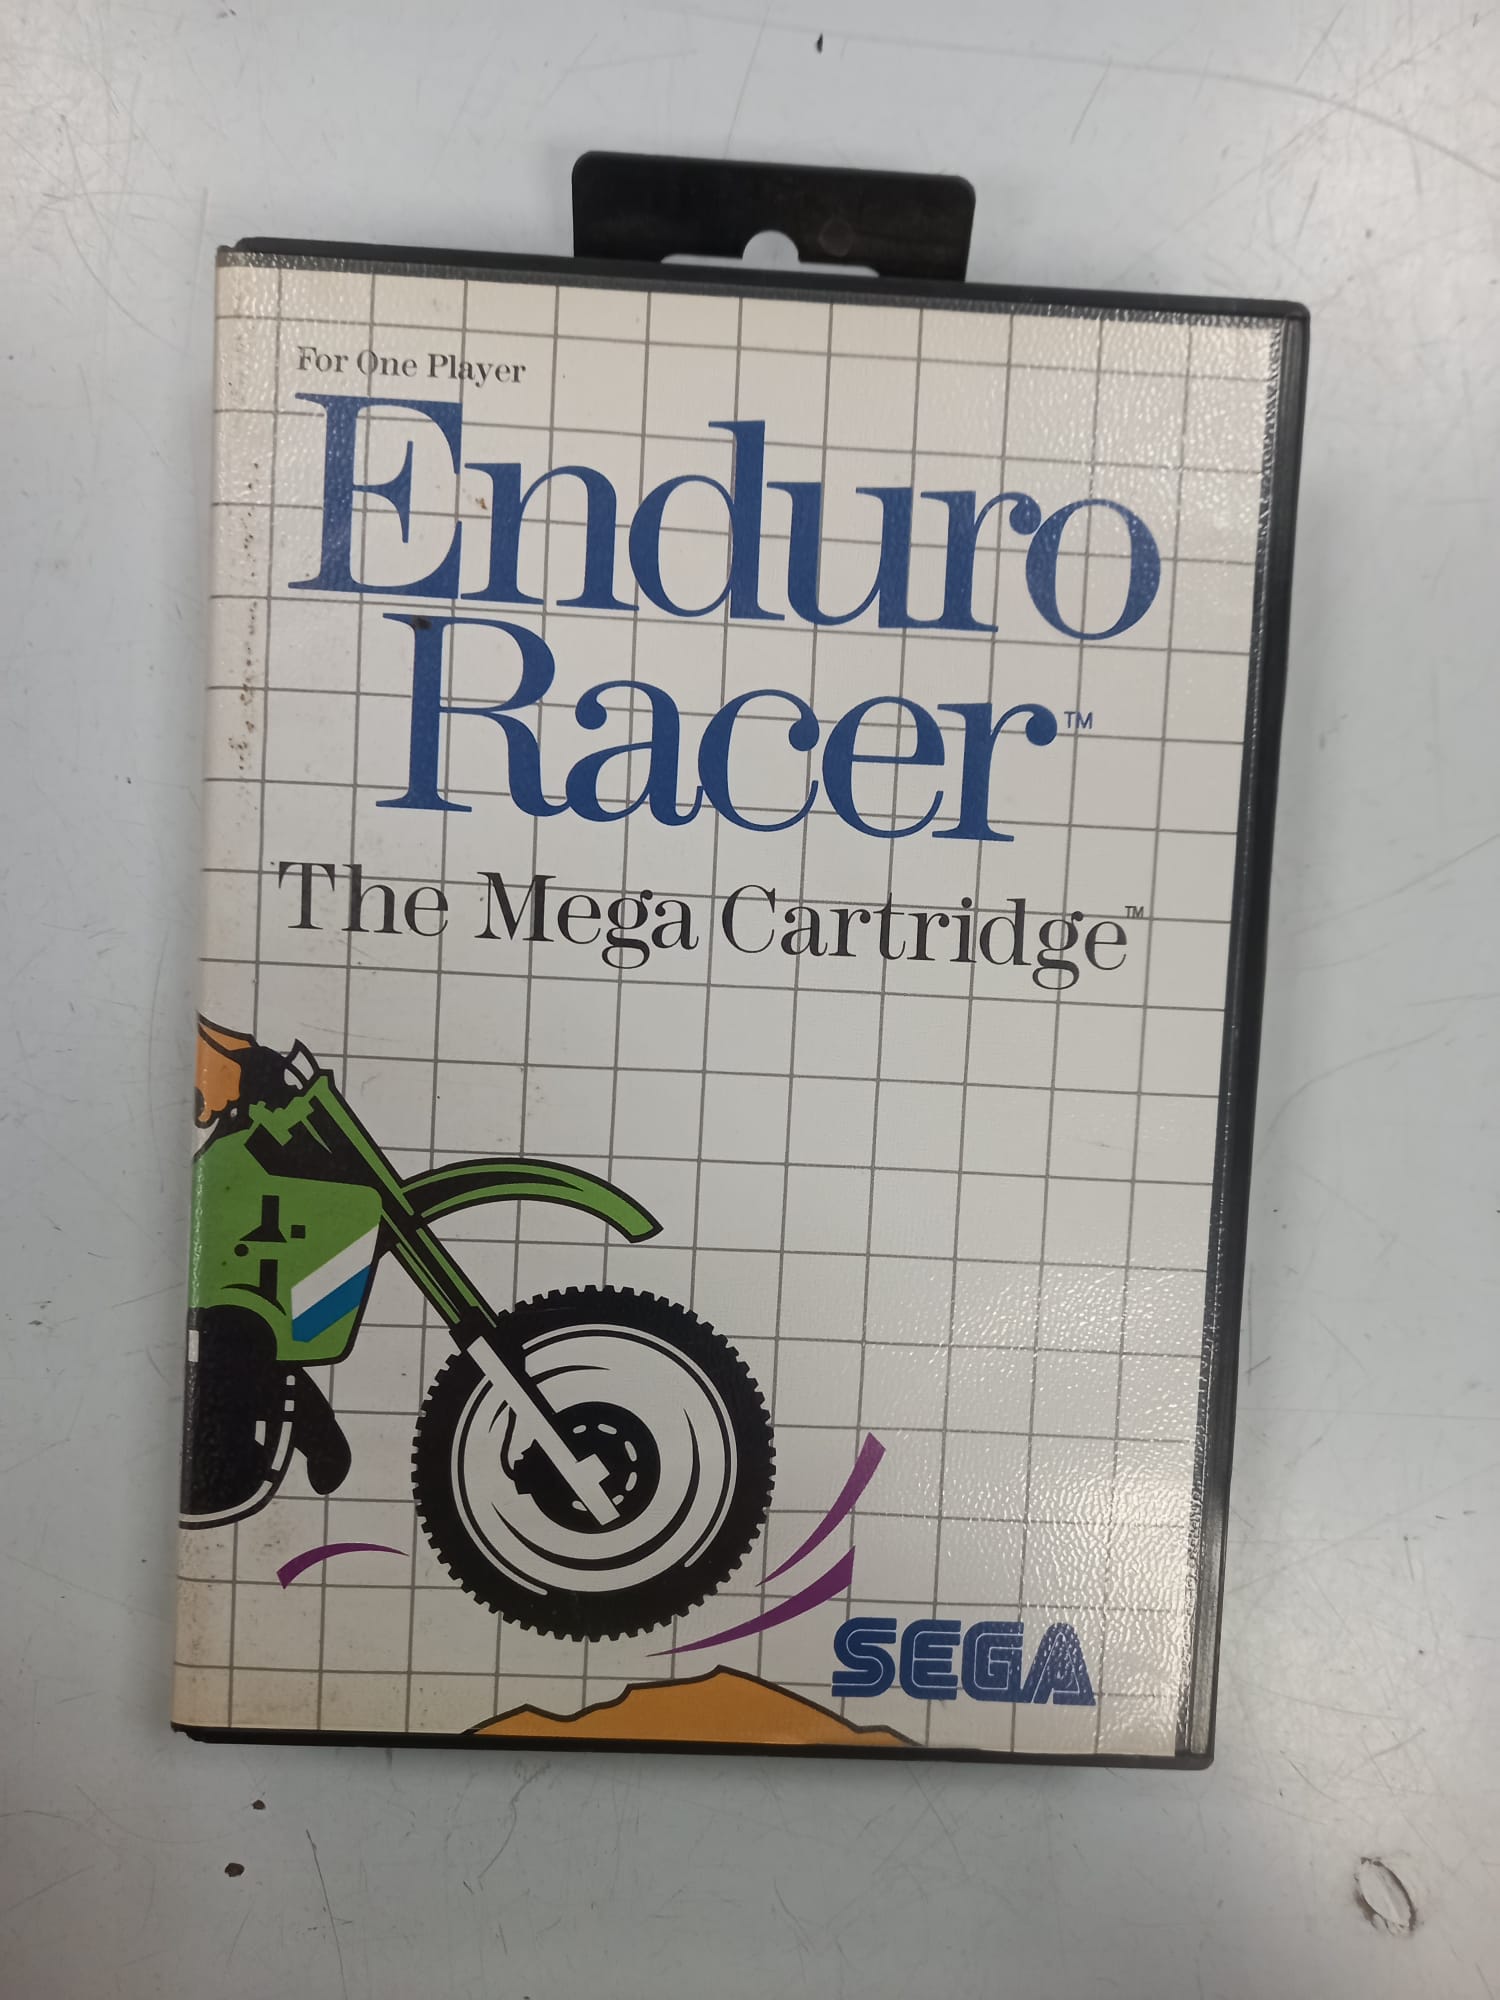 For One Player
Enduro
Racer™
The Mega Cartridge™
SEGA